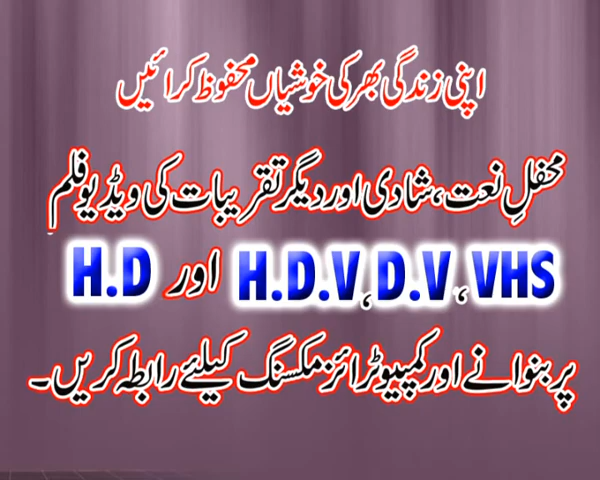 اپنی زندگی بھر کی خوشیاں محفوظ کرائیں
محفلِ نعت، شادی اور دیگر تقریبات کی ویڈیو فلم
VHS، D.V، H.D.V اور H.D
پر بنوانے اور کمپیوٹرائز مکسنگ کیلئے رابطہ کریں۔